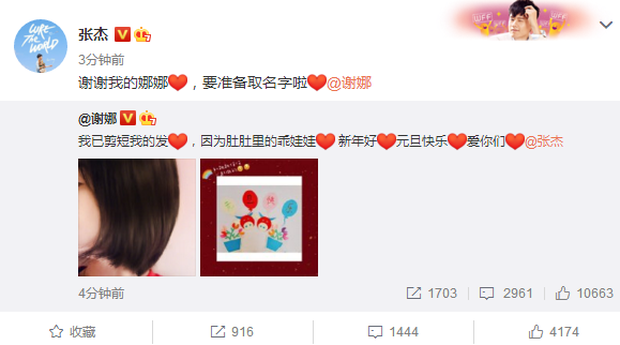 张杰
3分钟前
谢谢我的娜娜❤，要准备取名字啦❤@谢娜
@谢娜
我已剪短我的发❤，因为肚肚里的乖娃娃❤新年好❤元旦快乐❤爱你们❤@张杰
4分钟前
1703
2961
10663
收藏
916
1444
4174
CURE
THE
WORLD